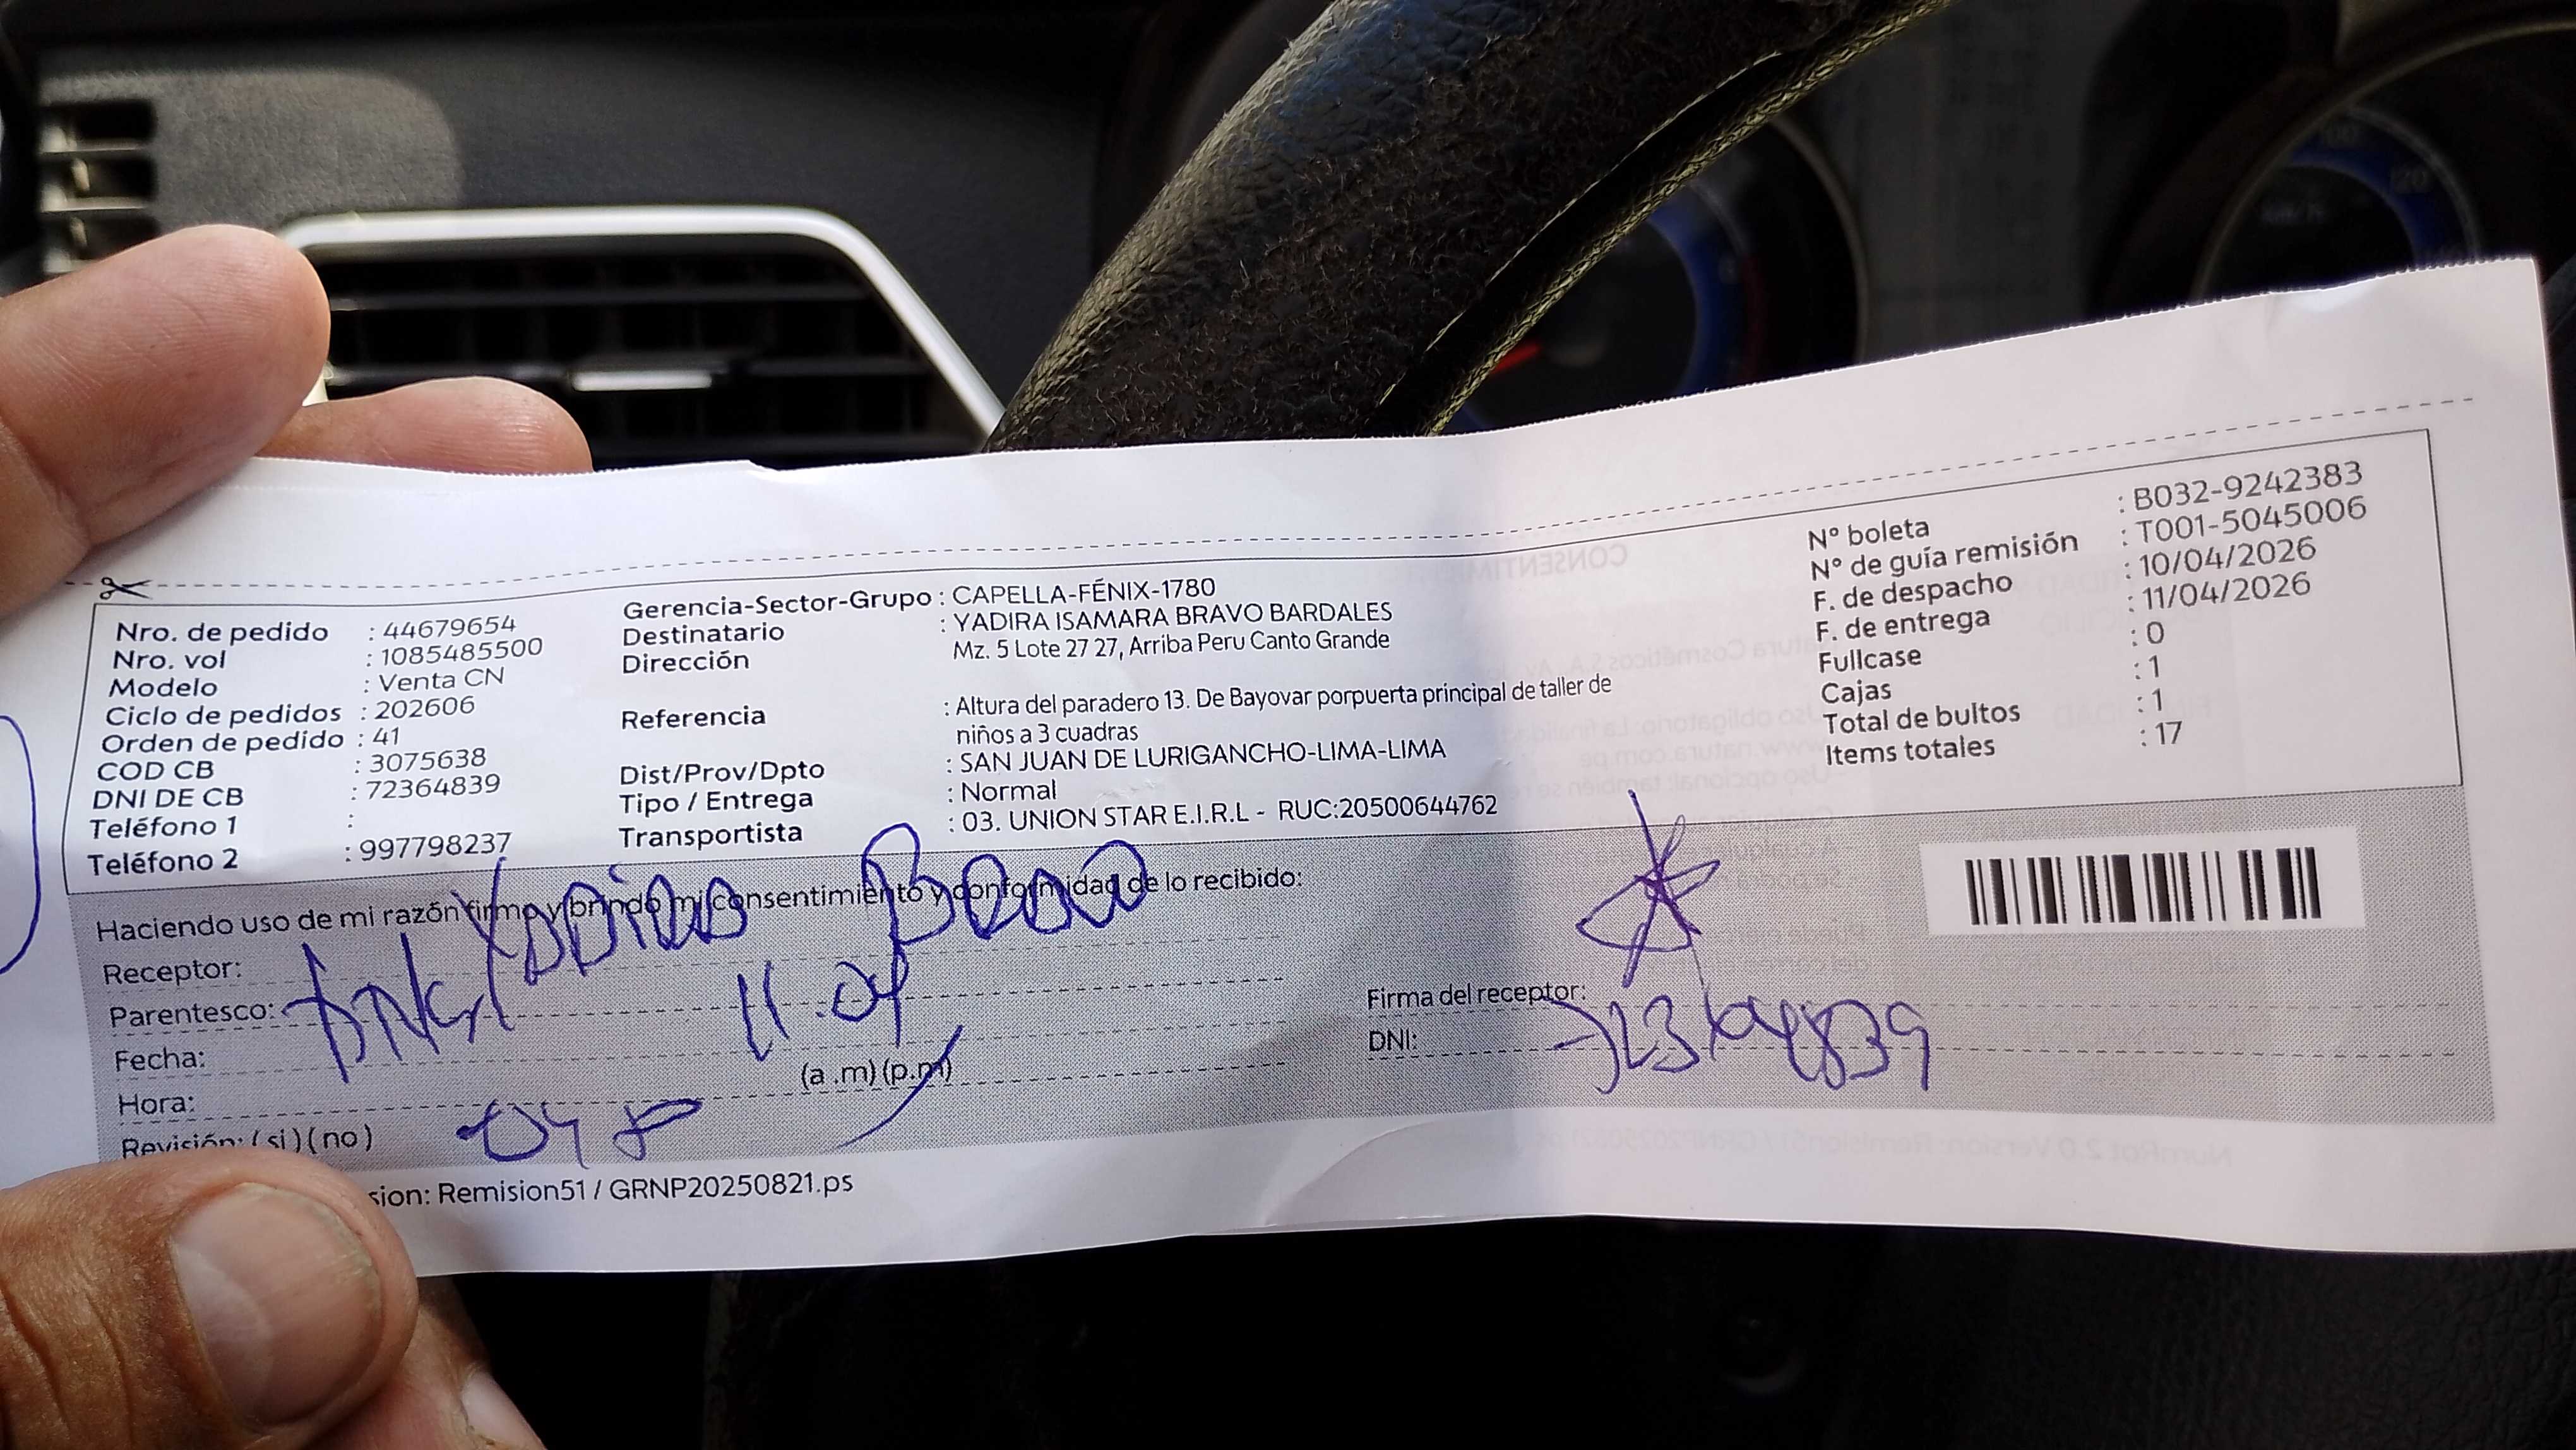 Nro. de pedido : 44679654
Nro. vol : 1085485500
Modelo : Venta CN
Ciclo de pedidos : 202606
Orden de pedido : 41
COD CB : 3075638
DNI DE CB : 72364839
Teléfono 1 :
Teléfono 2 : 997798237
Gerencia-Sector-Grupo : CAPELLA-FÉNIX-1780
Destinatario : YADIRA ISAMARA BRAVO BARDALES
Dirección Mz. 5 Lote 27 27, Arriba Peru Canto Grande
Referencia : Altura del paradero 13. De Bayovar porpuerta principal de taller de
niños a 3 cuadras
Dist/Prov/Dpto : SAN JUAN DE LURIGANCHO-LIMA-LIMA
Tipo / Entrega : Normal
Transportista : 03. UNION STAR E.I.R.L - RUC:20500644762
N° boleta : B032-9242383
N° de guía remisión : T001-5045006
F. de despacho : 10/04/2026
F. de entrega : 11/04/2026
Fullcase : 0
Cajas : 1
Total de bultos : 1
Items totales : 17
Haciendo uso de mi razón firmo y brindo mi consentimiento y conformidad de lo recibido:
Receptor:
Parentesco:
Fecha: 11.04
Hora: (a .m) (p.m)
Revisión: ( si ) ( no )
Firma del receptor:
DNI: 72364839
sion: Remision51 / GRNP20250821.ps